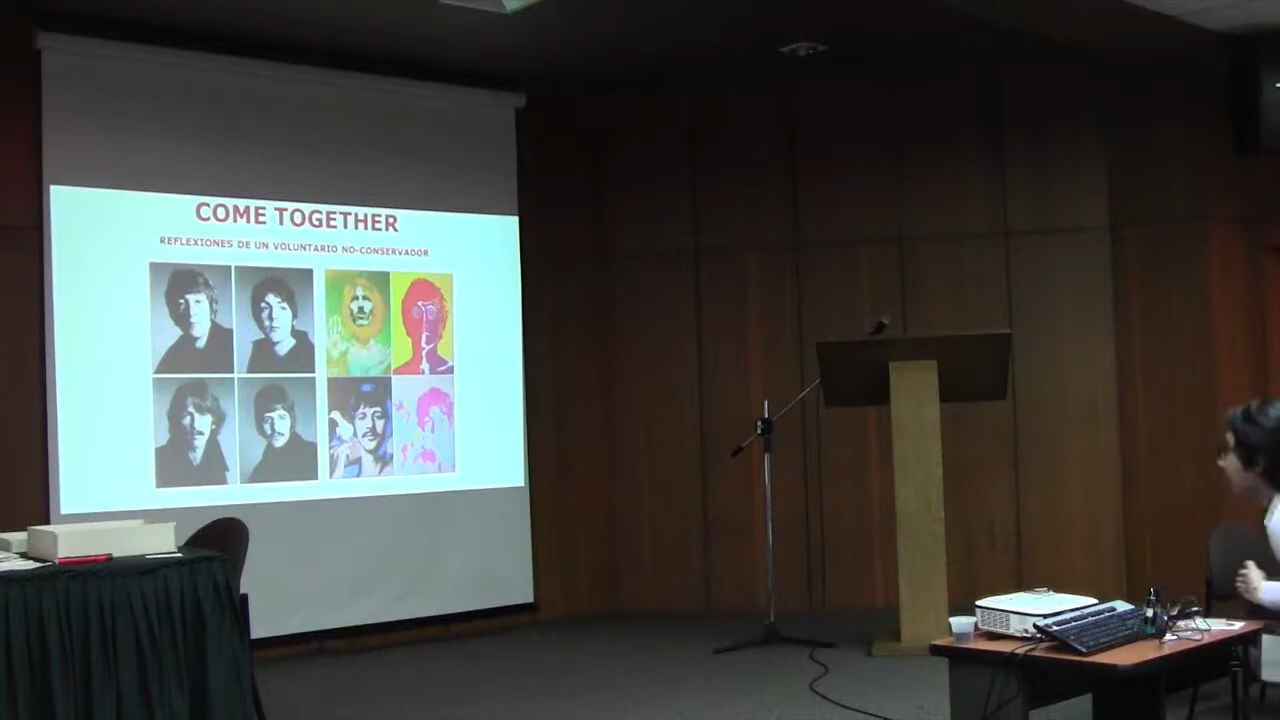 COME TOGETHER
REFLEXIONES DE UN VOLUNTARIO NO-CONSERVADOR